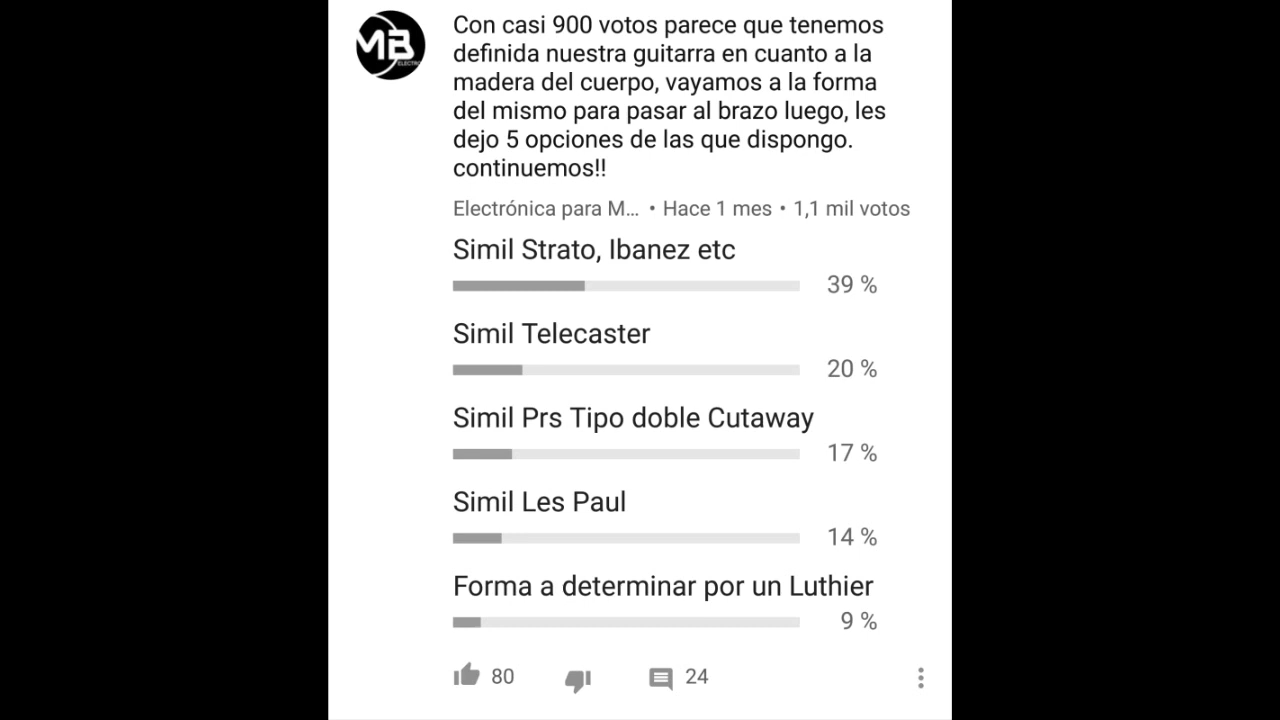 MB
ELECTRO
Con casi 900 votos parece que tenemos
definida nuestra guitarra en cuanto a la
madera del cuerpo, vayamos a la forma
del mismo para pasar al brazo luego, les
dejo 5 opciones de las que dispongo.
continuemos!!
Electrónica para M... • Hace 1 mes • 1,1 mil votos
Simil Strato, Ibanez etc
39 %
Simil Telecaster
20 %
Simil Prs Tipo doble Cutaway
17 %
Simil Les Paul
14 %
Forma a determinar por un Luthier
9 %
80 24